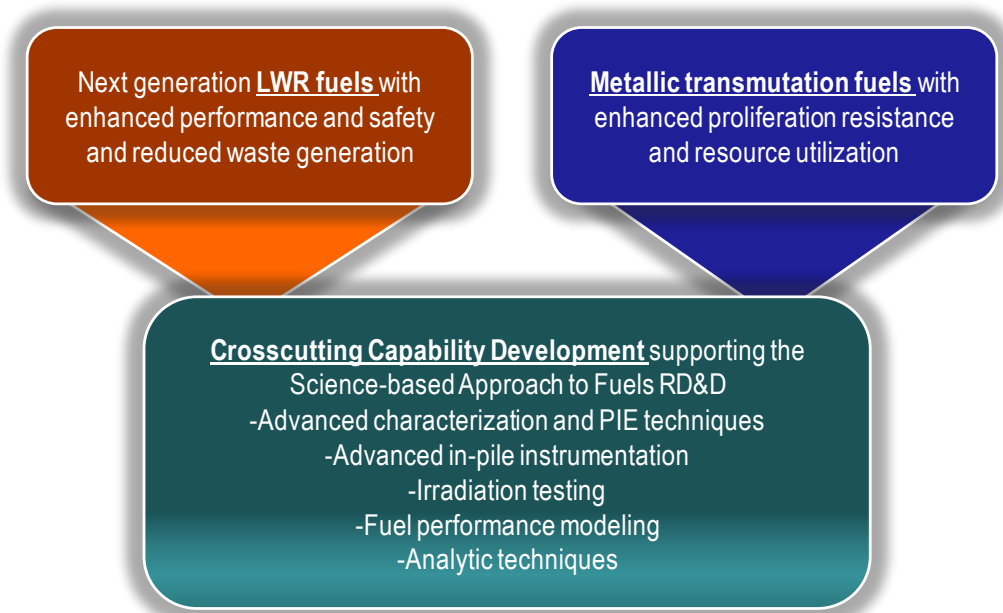 Next generation LWR fuels with
enhanced performance and safety
and reduced waste generation
Metallic transmutation fuels with
enhanced proliferation resistance
and resource utilization
Crosscutting Capability Development supporting the
Science-based Approach to Fuels RD&D
-Advanced characterization and PIE techniques
-Advanced in-pile instrumentation
-Irradiation testing
-Fuel performance modeling
-Analytic techniques